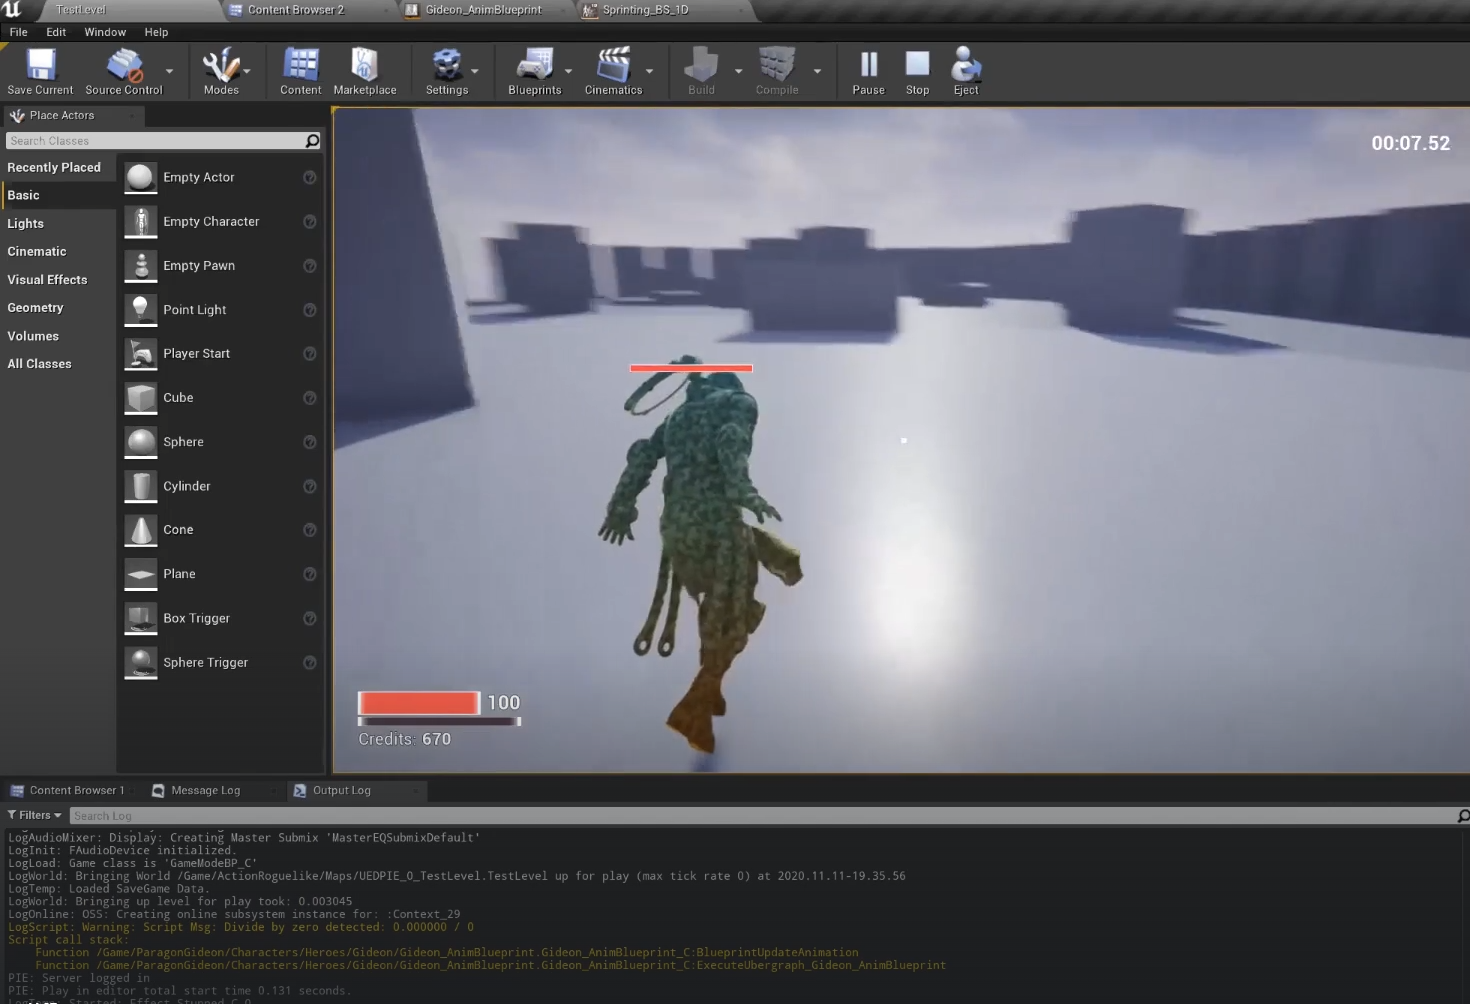 TestLevel
Content Browser 2
Gideon_AnimBlueprint
Sprinting_BS_1D
File Edit Window Help
Save Current
Source Control
Modes
Content
Marketplace
Settings
Blueprints
Cinematics
Build
Compile
Pause
Stop
Eject
Place Actors
Search Classes
Recently Placed
Basic
Lights
Cinematic
Visual Effects
Geometry
Volumes
All Classes
Empty Actor
Empty Character
Empty Pawn
Point Light
Player Start
Cube
Sphere
Cylinder
Cone
Plane
Box Trigger
Sphere Trigger
00:07.52
100
Credits: 670
Content Browser 1
Message Log
Output Log
Filters
Search Log
LogAudioMixer: Display: Creating Master Submix 'MasterEQSubmixDefault'
LogInit: FAudioDevice initialized.
LogLoad: Game class is 'GameModeBP_C'
LogWorld: Bringing World /Game/ActionRoguelike/Maps/UEDPIE_0_TestLevel.TestLevel up for play (max tick rate 0) at 2020.11.11-19.35.56
LogTemp: Loaded SaveGame Data.
LogWorld: Bringing up level for play took: 0.003045
LogOnline: OSS: Creating online subsystem instance for: :Context_29
LogScript: Warning: Script Msg: Divide by zero detected: 0.000000 / 0
Script call stack:
Function /Game/ParagonGideon/Characters/Heroes/Gideon/Gideon_AnimBlueprint.Gideon_AnimBlueprint_C:BlueprintUpdateAnimation
Function /Game/ParagonGideon/Characters/Heroes/Gideon/Gideon_AnimBlueprint.Gideon_AnimBlueprint_C:ExecuteUbergraph_Gideon_AnimBlueprint
PIE: Server logged in
PIE: Play in editor total start time 0.131 seconds.